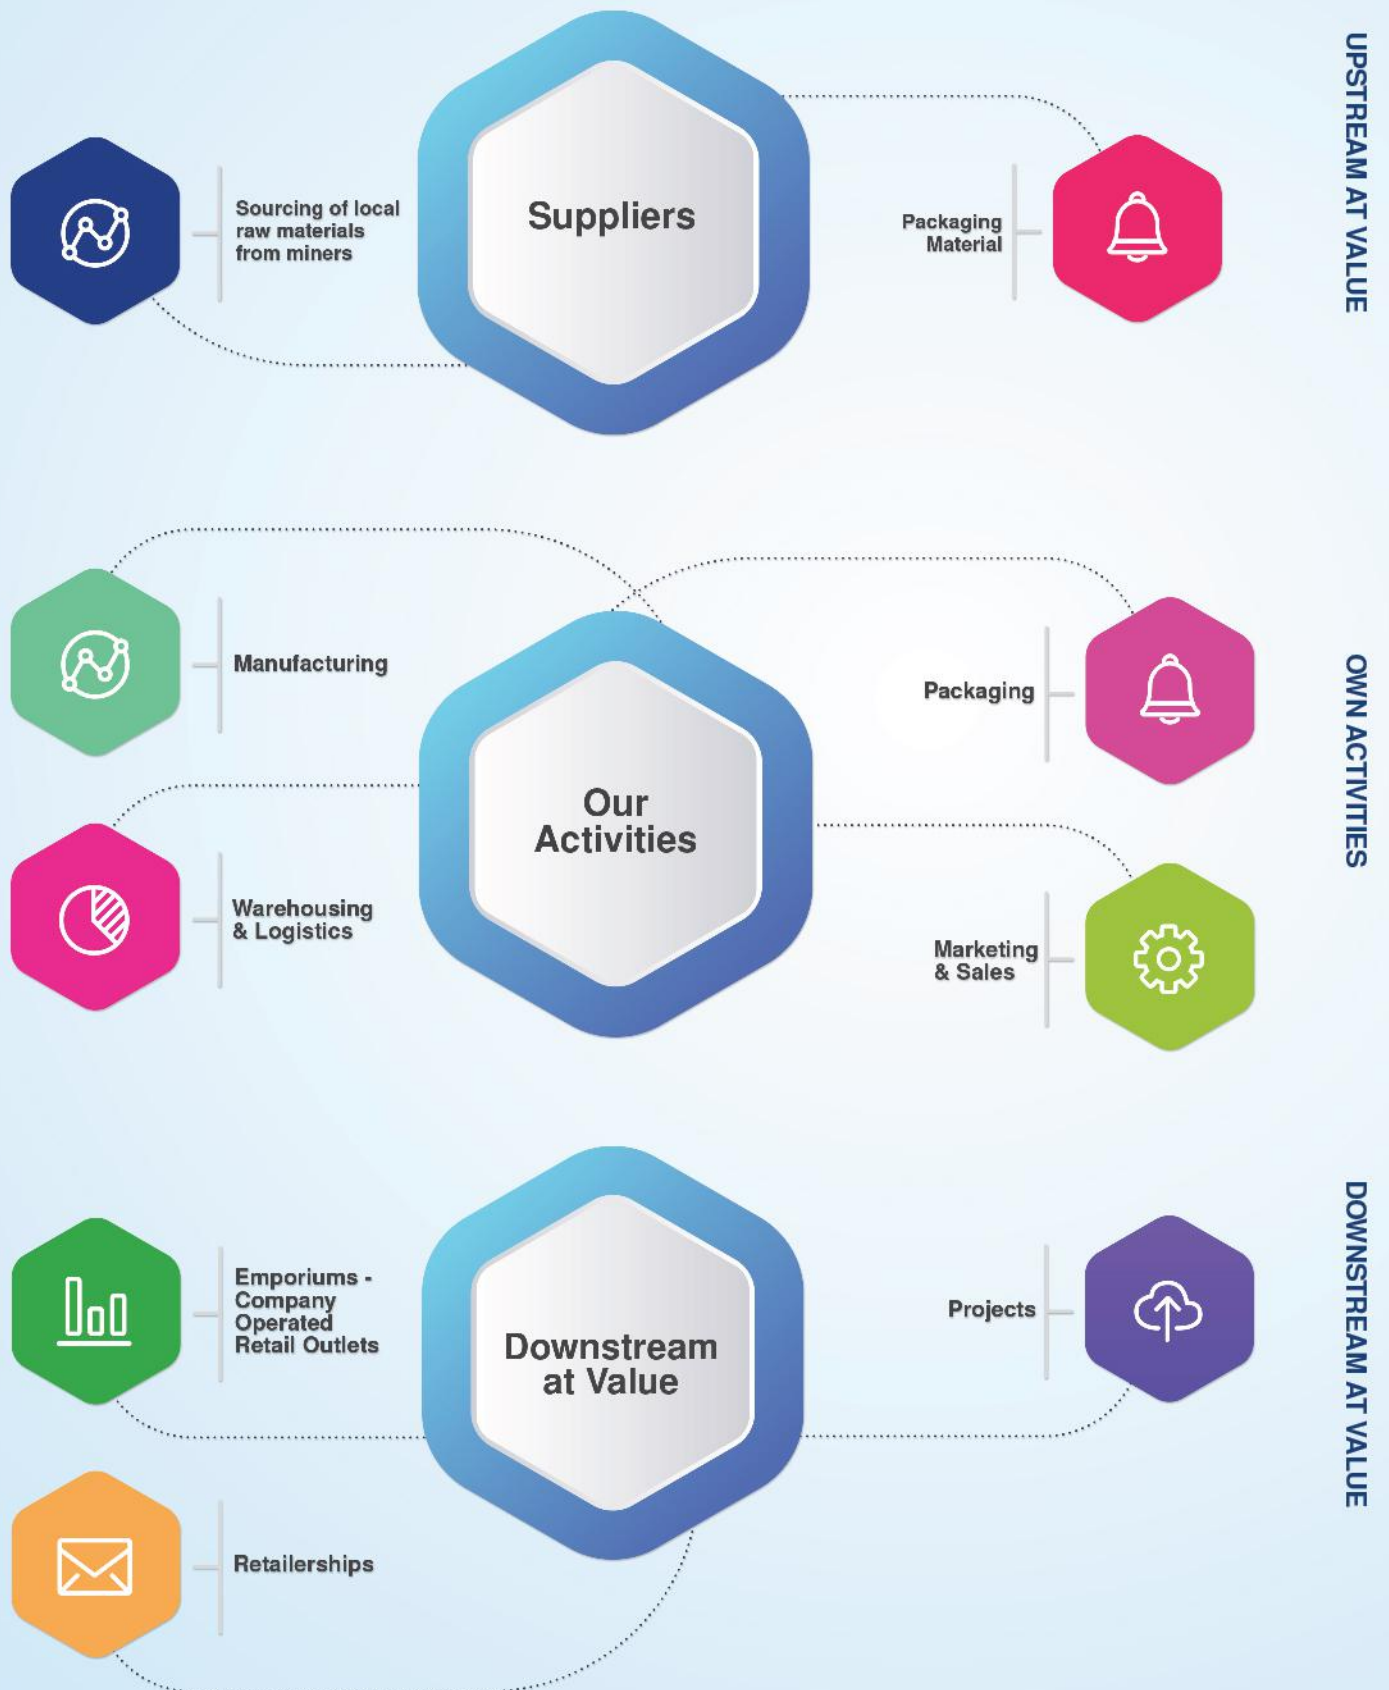 UPSTREAM AT VALUE
Suppliers
Sourcing of local
raw materials
from miners
Packaging
Material
OWN ACTIVITIES
Manufacturing
Packaging
Our
Activities
Warehousing
& Logistics
Marketing
& Sales
DOWNSTREAM AT VALUE
Emporiums -
Company
Operated
Retail Outlets
Projects
Downstream
at Value
Retailerships